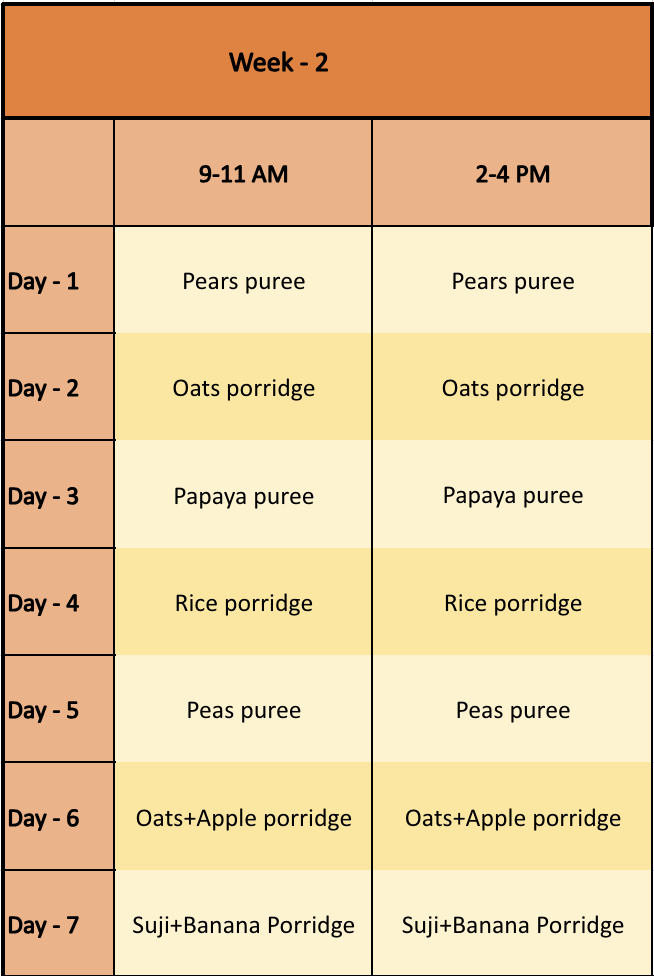 Week - 2
9-11 AM 2-4 PM
Day - 1 Pears puree Pears puree
Day - 2 Oats porridge Oats porridge
Day - 3 Papaya puree Papaya puree
Day - 4 Rice porridge Rice porridge
Day - 5 Peas puree Peas puree
Day - 6 Oats+Apple porridge Oats+Apple porridge
Day - 7 Suji+Banana Porridge Suji+Banana Porridge